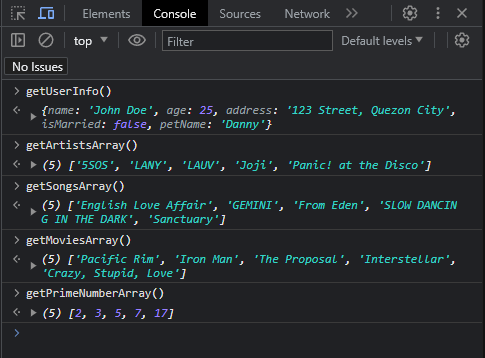 Elements Console Sources Network »
top ▾ Filter Default levels ▾
No Issues
> getUserInfo()
{name: 'John Doe', age: 25, address: '123 Street, Quezon City',
isMarried: false, petName: 'Danny'}
> getArtistsArray()
(5) ['5SOS', 'LANY', 'LAUV', 'Joji', 'Panic! at the Disco']
> getSongsArray()
(5) ['English Love Affair', 'GEMINI', 'From Eden', 'SLOW DANCIN
G IN THE DARK', 'Sanctuary']
> getMoviesArray()
(5) ['Pacific Rim', 'Iron Man', 'The Proposal', 'Interstellar',
'Crazy, Stupid, Love']
> getPrimeNumberArray()
(5) [2, 3, 5, 7, 17]
>